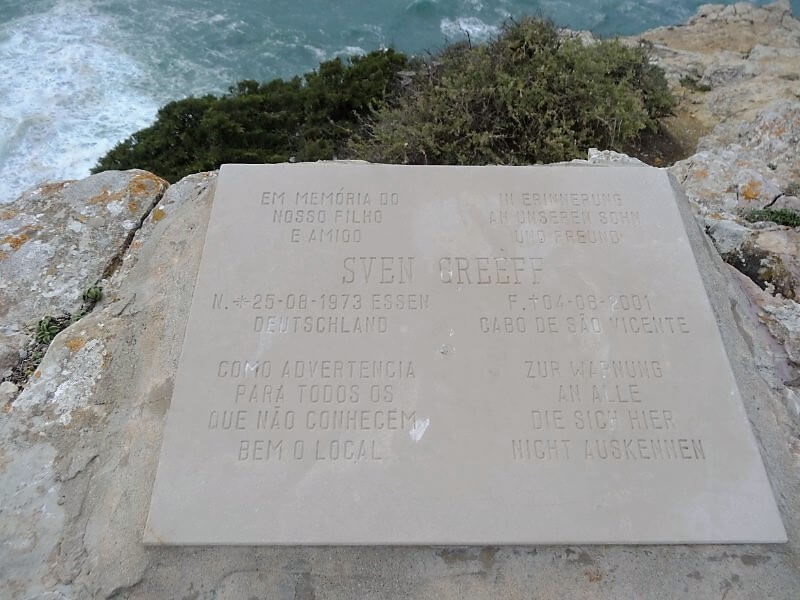 EM MEMÓRIA DO
NOSSO FILHO
E AMIGO
IN ERINNERUNG
AN UNSEREN SOHN
UND FREUND
SVEN GREEFF
N. *25-08-1973 ESSEN
DEUTSCHLAND
F. †04-06-2001
CABO DE SÃO VICENTE
COMO ADVERTENCIA
PARA TODOS OS
QUE NÃO CONHECEM
BEM O LOCAL
ZUR WARNUNG
AN ALLE
DIE SICH HIER
NICHT AUSKENNEN